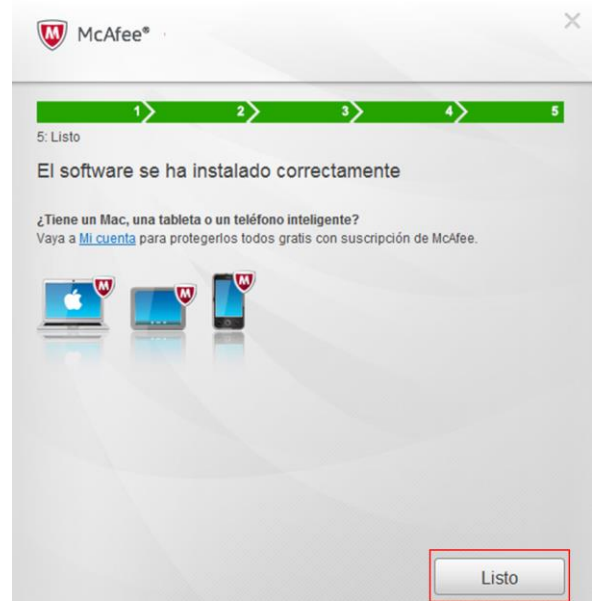 McAfee®
1 2 3 4 5
5: Listo
El software se ha instalado correctamente
¿Tiene un Mac, una tableta o un teléfono inteligente?
Vaya a Mi cuenta para protegerlos todos gratis con suscripción de McAfee.
Listo